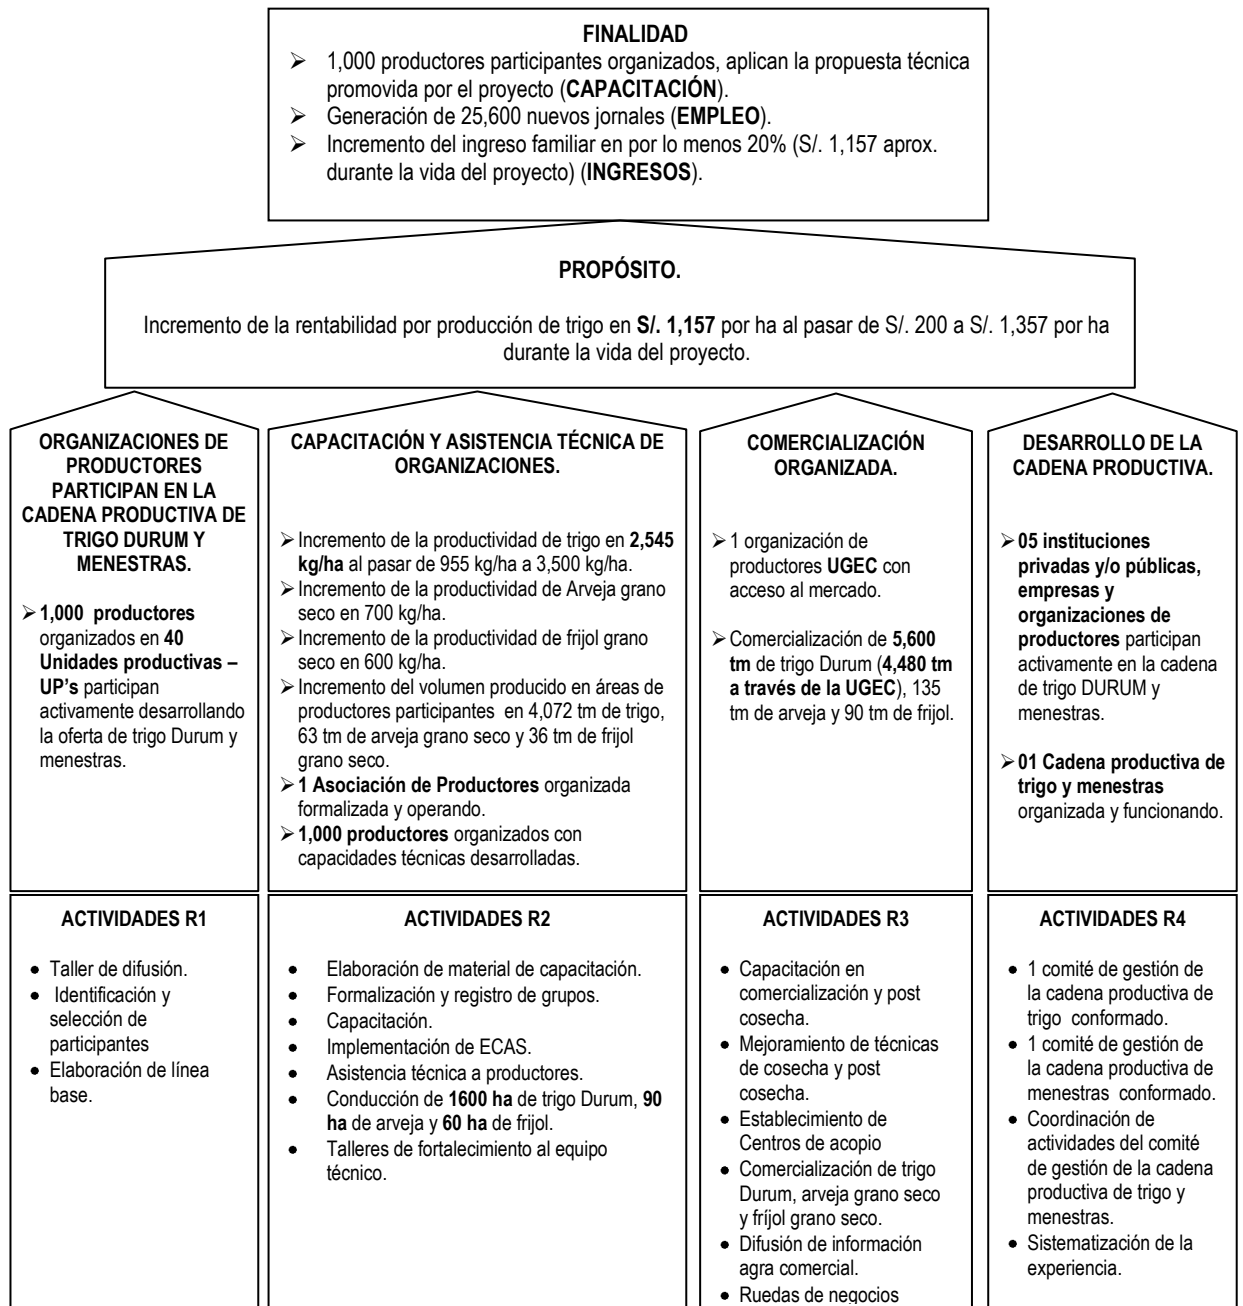 FINALIDAD
➢ 1,000 productores participantes organizados, aplican la propuesta técnica
promovida por el proyecto (CAPACITACIÓN).
➢ Generación de 25,600 nuevos jornales (EMPLEO).
➢ Incremento del ingreso familiar en por lo menos 20% (S/. 1,157 aprox.
durante la vida del proyecto) (INGRESOS).
PROPÓSITO.
Incremento de la rentabilidad por producción de trigo en S/. 1,157 por ha al pasar de S/. 200 a S/. 1,357 por ha
durante la vida del proyecto.
ORGANIZACIONES DE
PRODUCTORES
PARTICIPAN EN LA
CADENA PRODUCTIVA DE
TRIGO DURUM Y
MENESTRAS.
➢ 1,000 productores
organizados en 40
Unidades productivas –
UP's participan
activamente desarrollando
la oferta de trigo Durum y
menestras.
CAPACITACIÓN Y ASISTENCIA TÉCNICA DE
ORGANIZACIONES.
➢ Incremento de la productividad de trigo en 2,545
kg/ha al pasar de 955 kg/ha a 3,500 kg/ha.
➢ Incremento de la productividad de Arveja grano
seco en 700 kg/ha.
➢ Incremento de la productividad de frijol grano
seco en 600 kg/ha.
➢ Incremento del volumen producido en áreas de
productores participantes en 4,072 tm de trigo,
63 tm de arveja grano seco y 36 tm de frijol
grano seco.
➢ 1 Asociación de Productores organizada
formalizada y operando.
➢ 1,000 productores organizados con
capacidades técnicas desarrolladas.
COMERCIALIZACIÓN
ORGANIZADA.
➢ 1 organización de
productores UGEC con
acceso al mercado.
➢ Comercialización de 5,600
tm de trigo Durum (4,480 tm
a través de la UGEC), 135
tm de arveja y 90 tm de frijol.
DESARROLLO DE LA
CADENA PRODUCTIVA.
➢ 05 instituciones
privadas y/o públicas,
empresas y
organizaciones de
productores participan
activamente en la cadena
de trigo DURUM y
menestras.
➢ 01 Cadena productiva de
trigo y menestras
organizada y funcionando.
ACTIVIDADES R1
• Taller de difusión.
• Identificación y
selección de
participantes
• Elaboración de línea
base.
ACTIVIDADES R2
• Elaboración de material de capacitación.
• Formalización y registro de grupos.
• Capacitación.
• Implementación de ECAS.
• Asistencia técnica a productores.
• Conducción de 1600 ha de trigo Durum, 90
ha de arveja y 60 ha de frijol.
• Talleres de fortalecimiento al equipo
técnico.
ACTIVIDADES R3
• Capacitación en
comercialización y post
cosecha.
• Mejoramiento de técnicas
de cosecha y post
cosecha.
• Establecimiento de
Centros de acopio
• Comercialización de trigo
Durum, arveja grano seco
y fríjol grano seco.
• Difusión de información
agra comercial.
• Ruedas de negocios
ACTIVIDADES R4
• 1 comité de gestión de
la cadena productiva de
trigo conformado.
• 1 comité de gestión de
la cadena productiva de
menestras conformado.
• Coordinación de
actividades del comité
de gestión de la cadena
productiva de trigo y
menestras.
• Sistematización de la
experiencia.